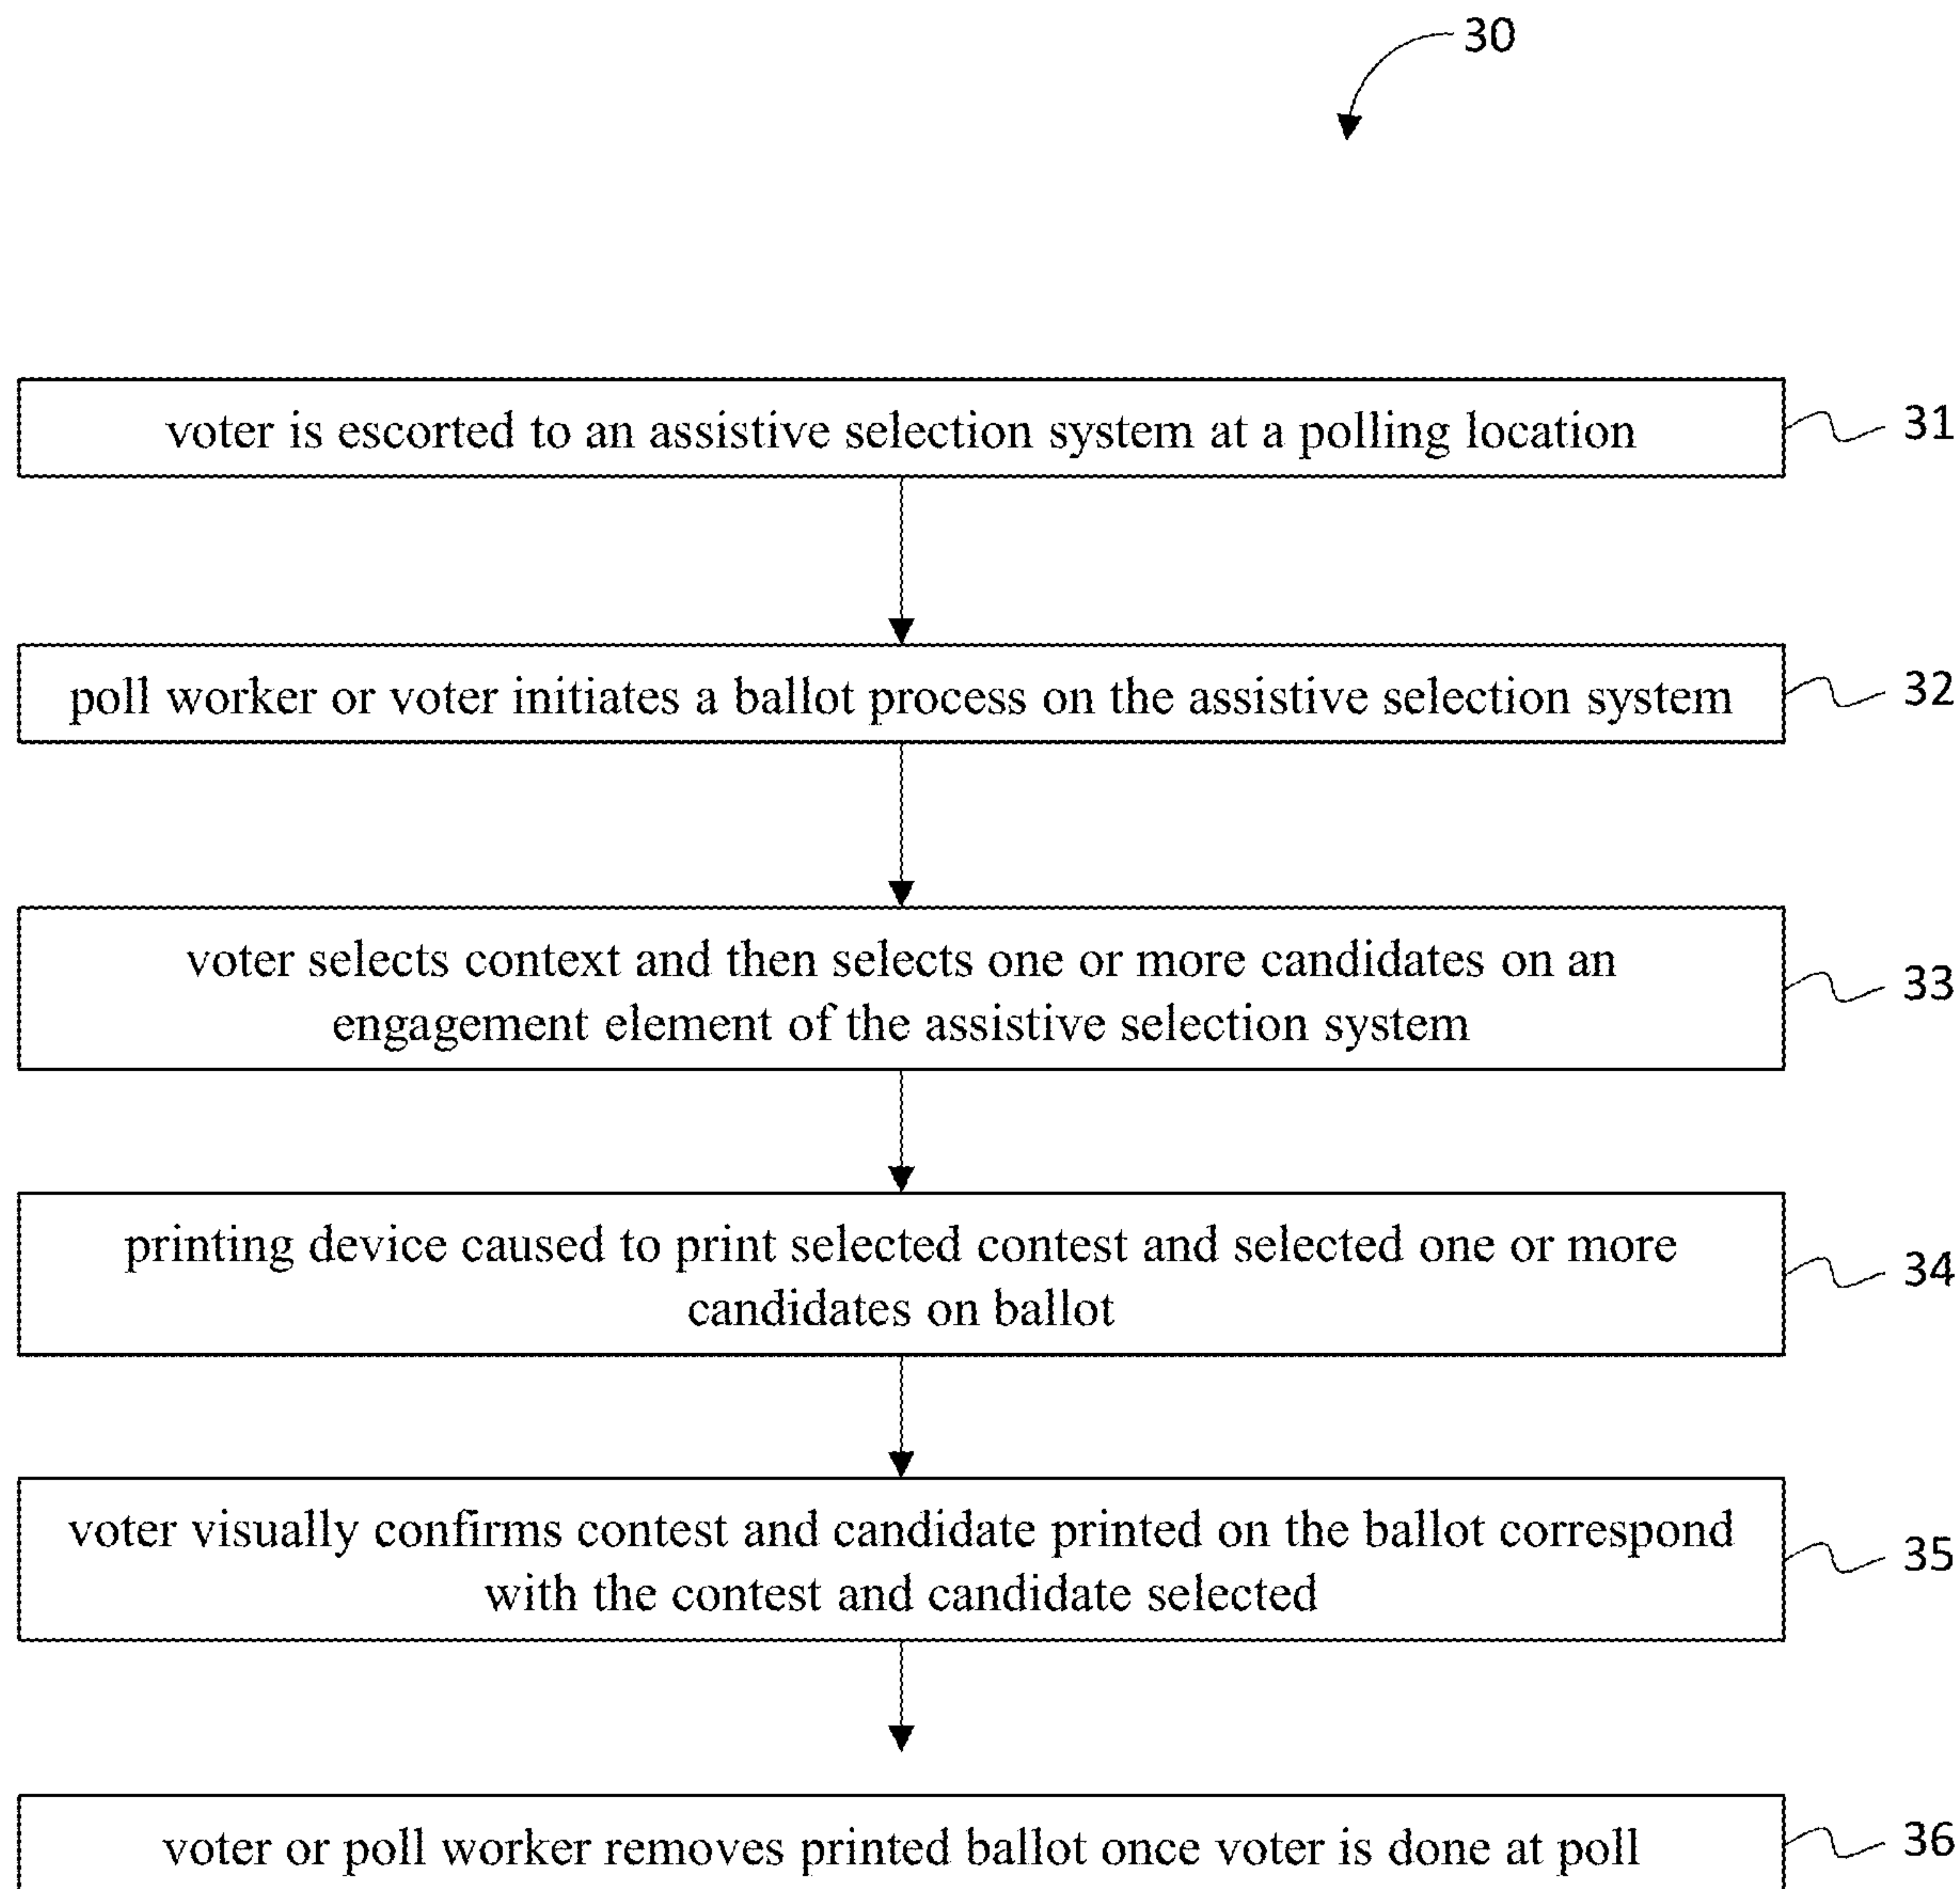 30
voter is escorted to an assistive selection system at a polling location
31
poll worker or voter initiates a ballot process on the assistive selection system
32
voter selects context and then selects one or more candidates on an
engagement element of the assistive selection system
33
printing device caused to print selected contest and selected one or more
candidates on ballot
34
voter visually confirms contest and candidate printed on the ballot correspond
with the contest and candidate selected
35
voter or poll worker removes printed ballot once voter is done at poll
36